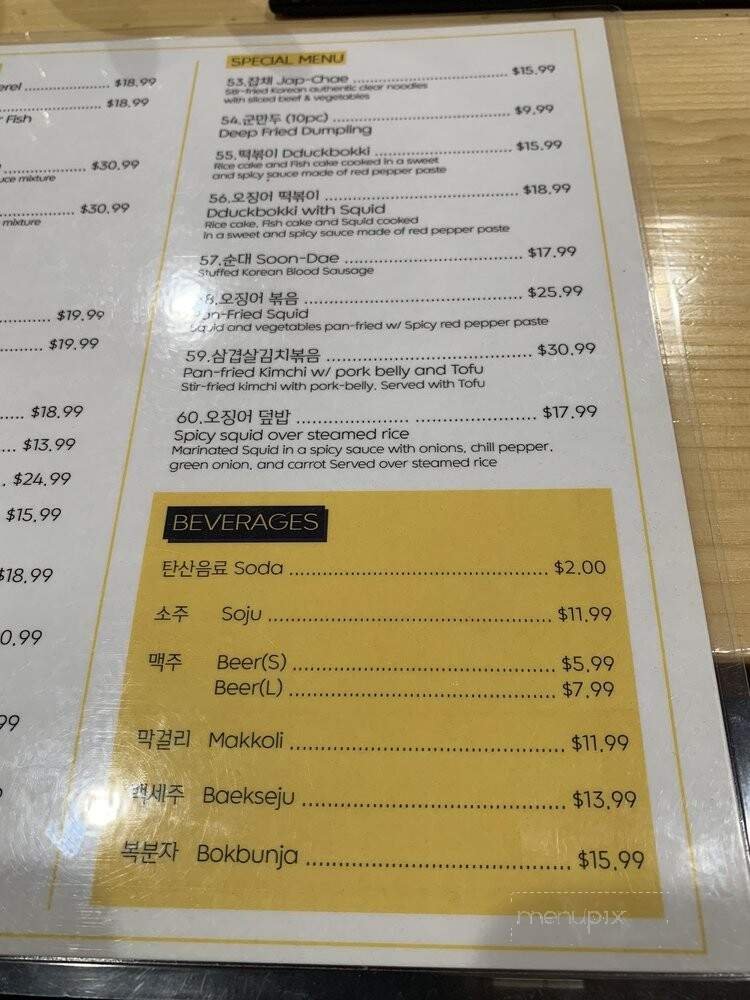 erel .................... $18.99
......................... $18.99
r Fish
.................. $30.99
uce mixture
................. $30.99
mixture
............ $19.99
........... $19.99
..... $18.99
... $13.99
. $24.99
$15.99
$18.99
0.99
99
SPECIAL MENU
53.잡채 Jap-Chae ........................................ $15.99
Stir-fried Korean authentic clear noodles
with sliced beef & vegetables
54.군만두 (10pc) ........................................ $9.99
Deep Fried Dumpling
55.떡볶이 Dduckbokki ................................ $15.99
Rice cake and Fish cake cooked in a sweet
and spicy sauce made of red pepper paste
56.오징어 떡볶이 ........................................ $18.99
Dduckbokki with Squid
Rice cake, Fish cake and Squid cooked
in a sweet and spicy sauce made of red pepper paste
57.순대 Soon-Dae ........................................ $17.99
Stuffed Korean Blood Sausage
8.오징어 볶음 ............................................. $25.99
Pan-Fried Squid
Squid and vegetables pan-fried w/ Spicy red pepper paste
59.삼겹살김치볶음 ........................................ $30.99
Pan-fried Kimchi w/ pork belly and Tofu
Stir-fried kimchi with pork-belly. Served with Tofu
60.오징어 덮밥 ............................................. $17.99
Spicy squid over steamed rice
Marinated Squid in a spicy sauce with onions, chill pepper,
green onion, and carrot Served over steamed rice
BEVERAGES
탄산음료 Soda ............................................. $2.00
소주 Soju .................................................. $11.99
맥주 Beer(S) ............................................. $5.99
Beer(L) ............................................. $7.99
막걸리 Makkoli ............................................. $11.99
백세주 Baekseju ........................................ $13.99
복분자 Bokbunja ........................................ $15.99
menupix